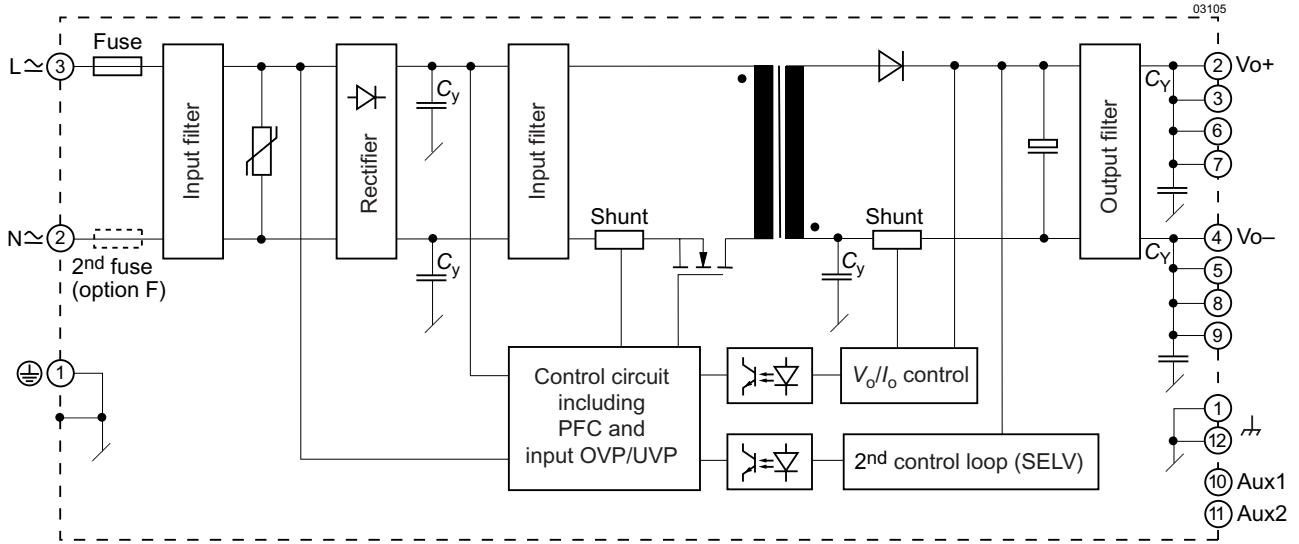 03105
Fuse
L
3
N
2
2nd fuse
(option F)
1
Input filter
Rectifier
Cy
Cy
Input filter
Shunt
Shunt
Cy
Output filter
CY
2
Vo+
3
6
7
CY
4
Vo–
5
8
9
Control circuit
including
PFC and
input OVP/UVP
Vo/Io control
2nd control loop (SELV)
1
12
10
Aux1
11
Aux2